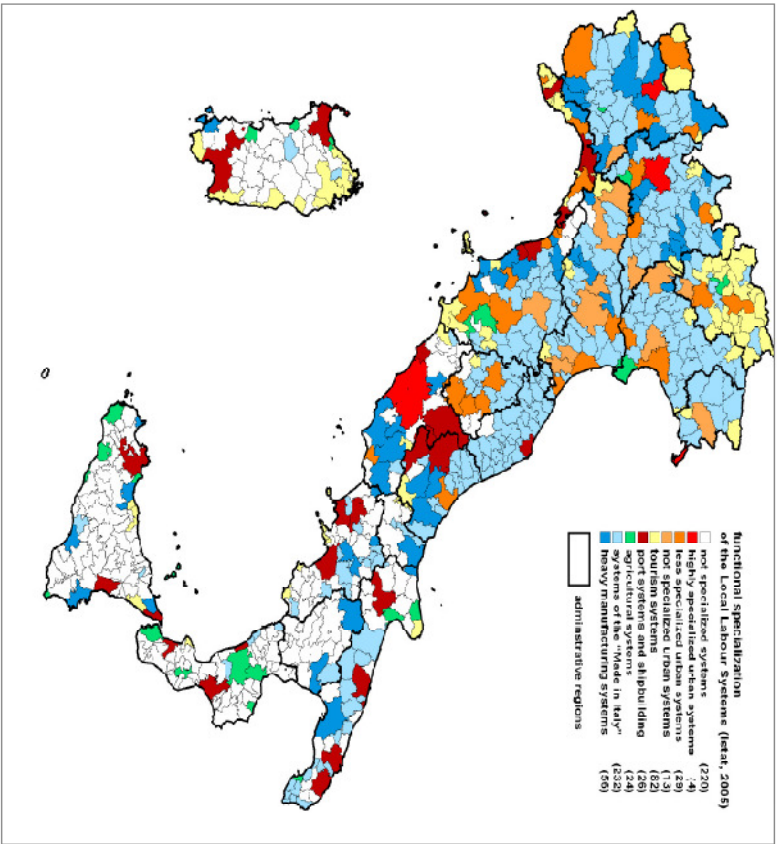 functional specialization
of the Local Labour Systems (Istat, 2005)
not specialized systems (220)
highly specialized urban systems (4)
less specialized urban systems (29)
not specialized urban systems (13)
tourism systems (82)
port systems and shipbuilding (26)
agricultural systems (24)
systems of the "Made in Italy" (232)
heavy manufacturing systems (56)
administrative regions